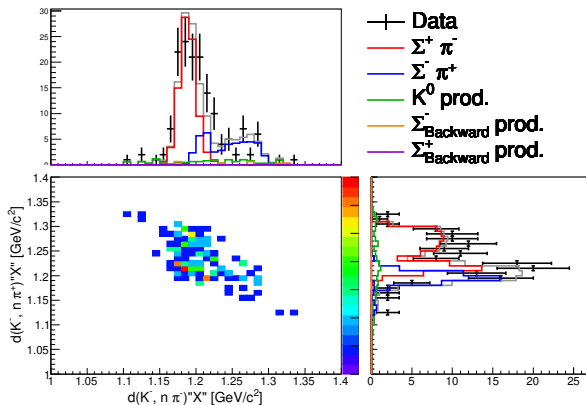 30
25
20
15
10
5
0
Data
Σ⁺ π⁻
Σ⁻ π⁺
K⁰ prod.
Σ⁻Backward prod.
Σ⁺Backward prod.
d(K⁻, n π⁺)"X" [GeV/c²]
1.4
1.35
1.3
1.25
1.2
1.15
1.1
1.05
1
1 1.05 1.1 1.15 1.2 1.25 1.3 1.35 1.4
d(K⁻, n π⁻)"X" [GeV/c²]
0 5 10 15 20 25